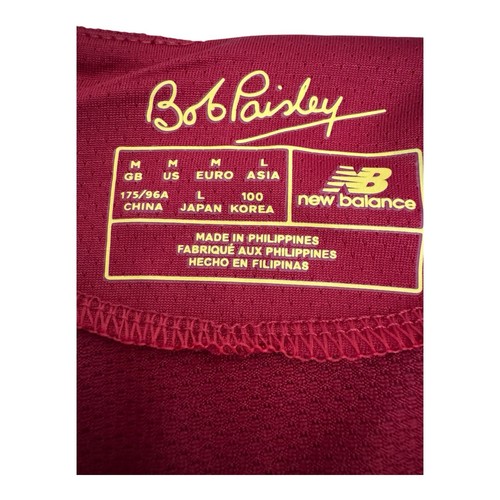 Bob Paisley
M M M L
GB US EURO ASIA
175/96A L 100
CHINA JAPAN KOREA
NB
new balance
MADE IN PHILIPPINES
FABRIQUÉ AUX PHILIPPINES
HECHO EN FILIPINAS